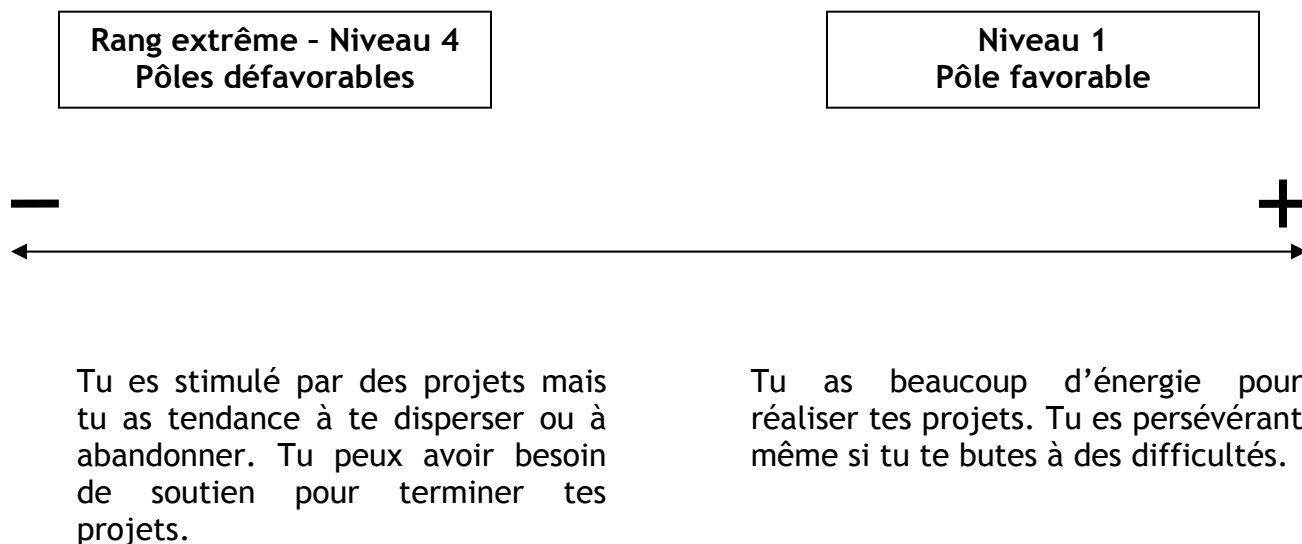 Rang extrême – Niveau 4
Pôles défavorables
Niveau 1
Pôle favorable
– +
Tu es stimulé par des projets mais
tu as tendance à te disperser ou à
abandonner. Tu peux avoir besoin
de soutien pour terminer tes
projets.
Tu as beaucoup d’énergie pour
réaliser tes projets. Tu es persévérant
même si tu te butes à des difficultés.